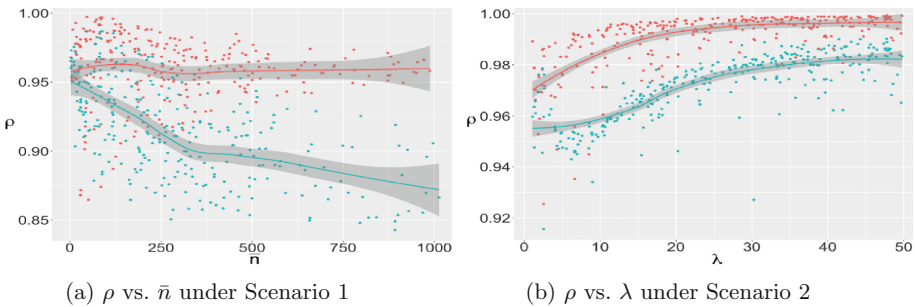 1.00
0.95
ρ
0.90
0.85
0 250 500 750 1000
n̄
1.00
0.98
ρ
0.96
0.94
0.92
0 10 20 30 40 50
λ
(a) ρ vs. n̄ under Scenario 1
(b) ρ vs. λ under Scenario 2